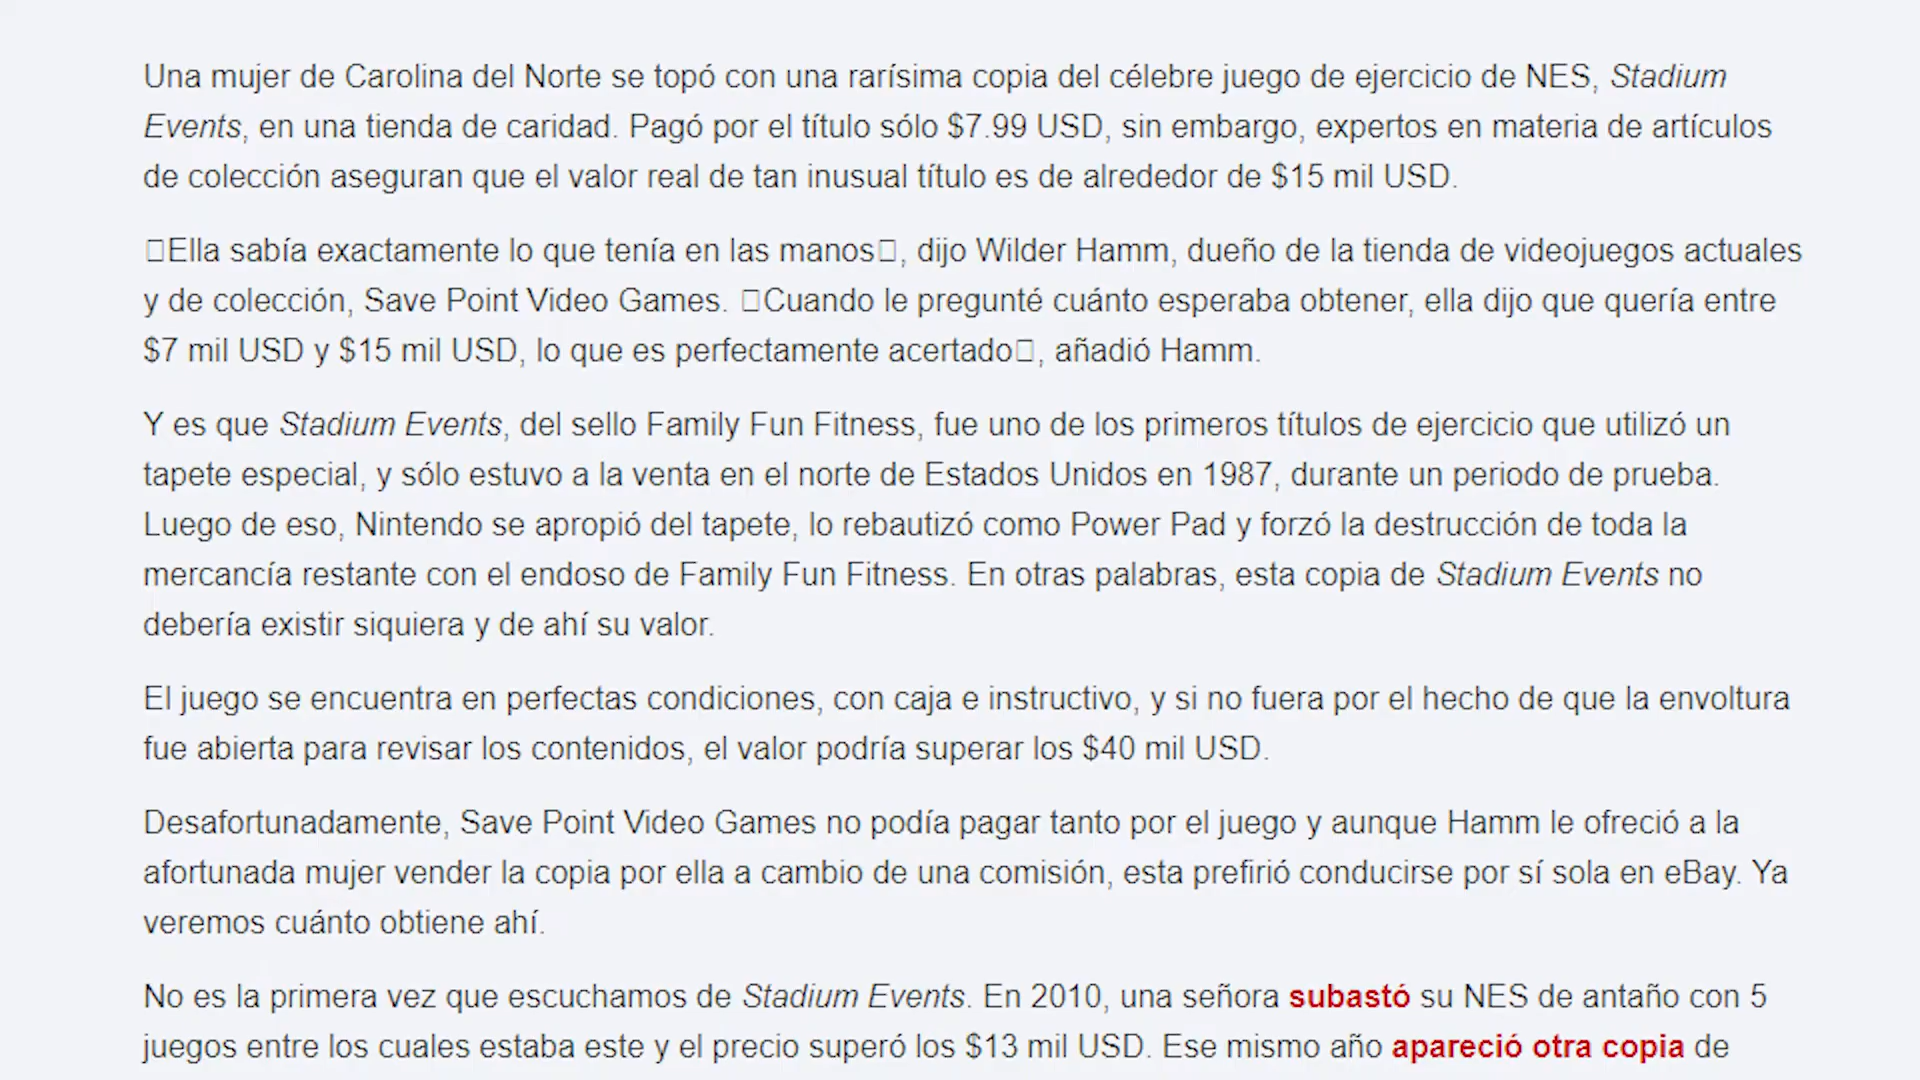 Una mujer de Carolina del Norte se topó con una rarísima copia del célebre juego de ejercicio de NES, Stadium
Events, en una tienda de caridad. Pagó por el título sólo $7.99 USD, sin embargo, expertos en materia de artículos
de colección aseguran que el valor real de tan inusual título es de alrededor de $15 mil USD.
□Ella sabía exactamente lo que tenía en las manos□, dijo Wilder Hamm, dueño de la tienda de videojuegos actuales
y de colección, Save Point Video Games. □Cuando le pregunté cuánto esperaba obtener, ella dijo que quería entre
$7 mil USD y $15 mil USD, lo que es perfectamente acertado□, añadió Hamm.
Y es que Stadium Events, del sello Family Fun Fitness, fue uno de los primeros títulos de ejercicio que utilizó un
tapete especial, y sólo estuvo a la venta en el norte de Estados Unidos en 1987, durante un periodo de prueba.
Luego de eso, Nintendo se apropió del tapete, lo rebautizó como Power Pad y forzó la destrucción de toda la
mercancía restante con el endoso de Family Fun Fitness. En otras palabras, esta copia de Stadium Events no
debería existir siquiera y de ahí su valor.
El juego se encuentra en perfectas condiciones, con caja e instructivo, y si no fuera por el hecho de que la envoltura
fue abierta para revisar los contenidos, el valor podría superar los $40 mil USD.
Desafortunadamente, Save Point Video Games no podía pagar tanto por el juego y aunque Hamm le ofreció a la
afortunada mujer vender la copia por ella a cambio de una comisión, esta prefirió conducirse por sí sola en eBay. Ya
veremos cuánto obtiene ahí.
No es la primera vez que escuchamos de Stadium Events. En 2010, una señora subastó su NES de antaño con 5
juegos entre los cuales estaba este y el precio superó los $13 mil USD. Ese mismo año apareció otra copia de